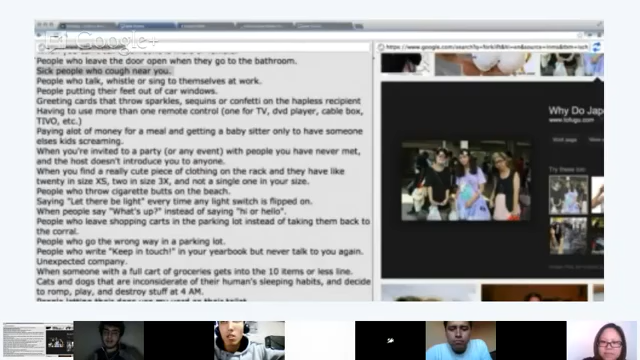 Google+
People who leave the door open when they go to the bathroom.
Sick people who cough near you.
People who talk, whistle or sing to themselves at work.
People putting their feet out of car windows.
Greeting cards that throw sparkles, sequins or confetti on the hapless recipient
Having to use more than one remote control (one for TV, dvd player, cable box,
TIVO, etc.)
Paying alot of money for a meal and getting a baby sitter only to have someone
elses kids screaming.
When you're invited to a party (or any event) with people you have never met,
and the host doesn't introduce you to anyone.
When you find a really cute piece of clothing on the rack and they have like
twenty in size XS, two in size 3X, and not a single one in your size.
People who throw cigarette butts on the beach.
Saying "Let there be light" every time any light switch is flipped on.
When people say "What's up?" instead of saying "hi or hello".
People who leave shopping carts in the parking lot instead of taking them back to
the corral.
People who go the wrong way in a parking lot.
People who write "Keep in touch!" in your yearbook but never talk to you again.
Unexpected company.
When someone with a full cart of groceries gets into the 10 items or less line.
Cats and dogs that are inconsiderate of their human's sleeping habits, and decide
to romp, play, and destroy stuff at 4 AM.
https://www.google.com/search?q=
Why Do Jap
www.tofugu.com
Visit page
Try these too